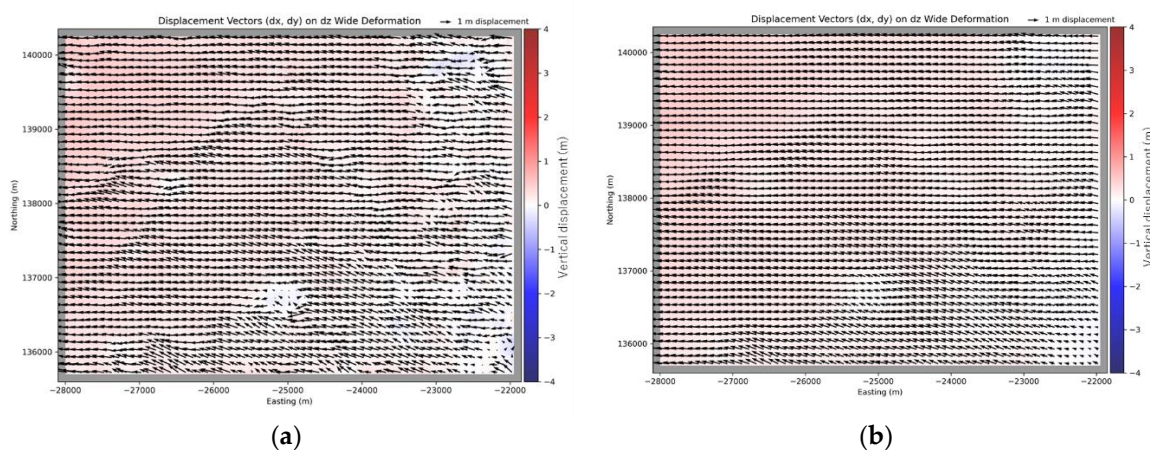 Displacement Vectors (dx, dy) on dz Wide Deformation
1 m displacement
140000
139000
138000
137000
136000
Northing (m)
−28000 −27000 −26000 −25000 −24000 −23000 −22000
Easting (m)
4
3
2
1
0
−1
−2
−3
−4
Vertical displacement (m)
(a)
Displacement Vectors (dx, dy) on dz Wide Deformation
1 m displacement
140000
139000
138000
137000
136000
Northing (m)
−28000 −27000 −26000 −25000 −24000 −23000 −22000
Easting (m)
4
3
2
1
0
−1
−2
−3
−4
Vertical displacement (m)
(b)